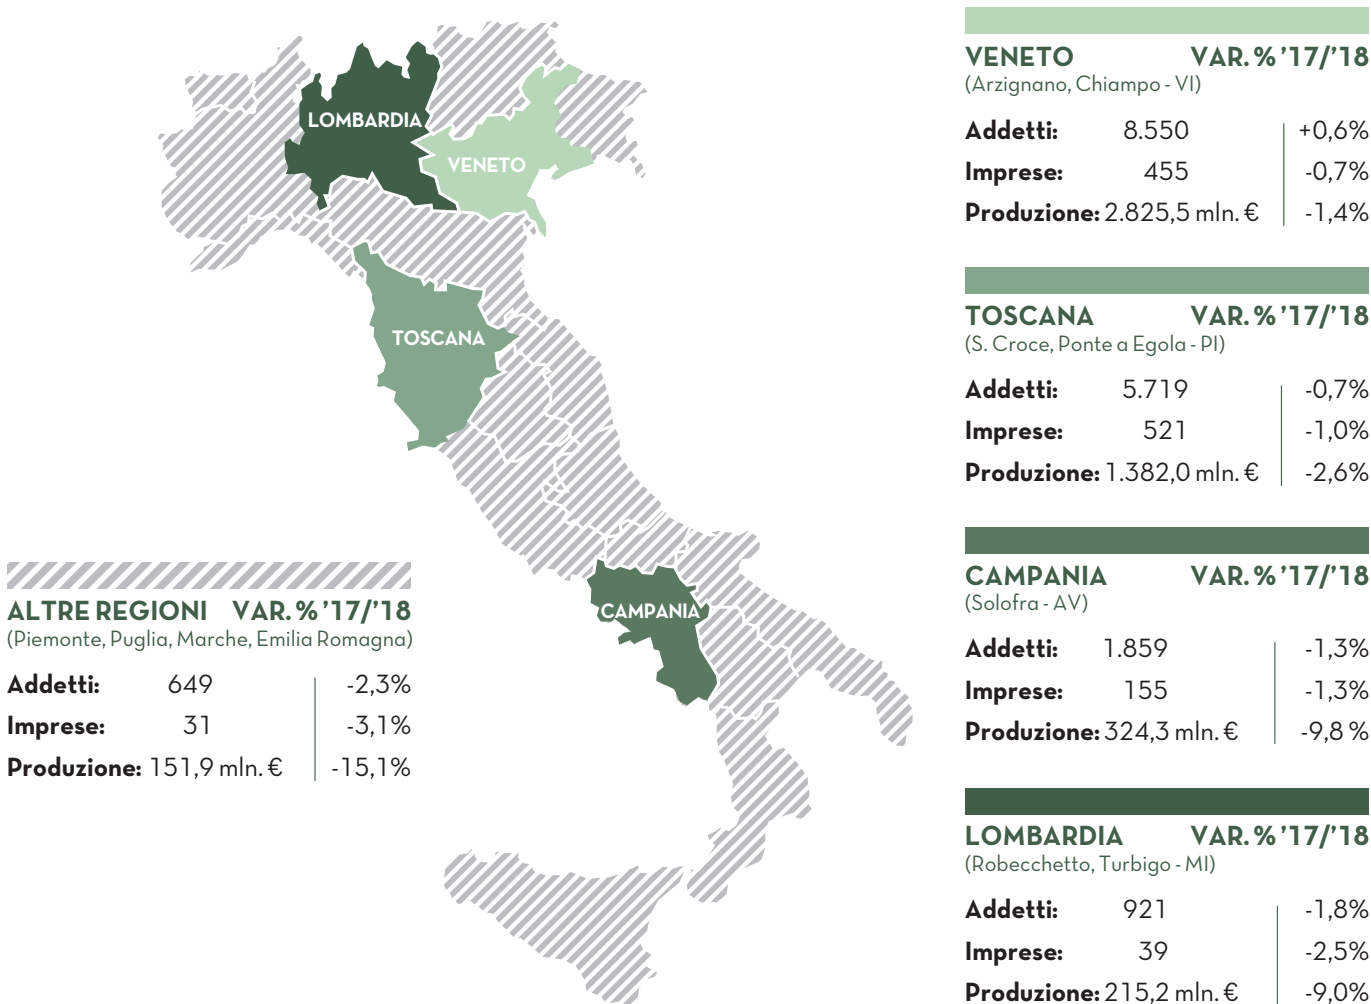 LOMBARDIA
VENETO
TOSCANA
CAMPANIA
VENETO VAR. % '17/'18
(Arzignano, Chiampo - VI)
Addetti: 8.550 +0,6%
Imprese: 455 -0,7%
Produzione: 2.825,5 mln. € -1,4%
TOSCANA VAR. % '17/'18
(S. Croce, Ponte a Egola - PI)
Addetti: 5.719 -0,7%
Imprese: 521 -1,0%
Produzione: 1.382,0 mln. € -2,6%
CAMPANIA VAR. % '17/'18
(Solofra - AV)
Addetti: 1.859 -1,3%
Imprese: 155 -1,3%
Produzione: 324,3 mln. € -9,8 %
LOMBARDIA VAR. % '17/'18
(Robecchetto, Turbigo - MI)
Addetti: 921 -1,8%
Imprese: 39 -2,5%
Produzione: 215,2 mln. € -9,0%
ALTRE REGIONI VAR. % '17/'18
(Piemonte, Puglia, Marche, Emilia Romagna)
Addetti: 649 -2,3%
Imprese: 31 -3,1%
Produzione: 151,9 mln. € -15,1%